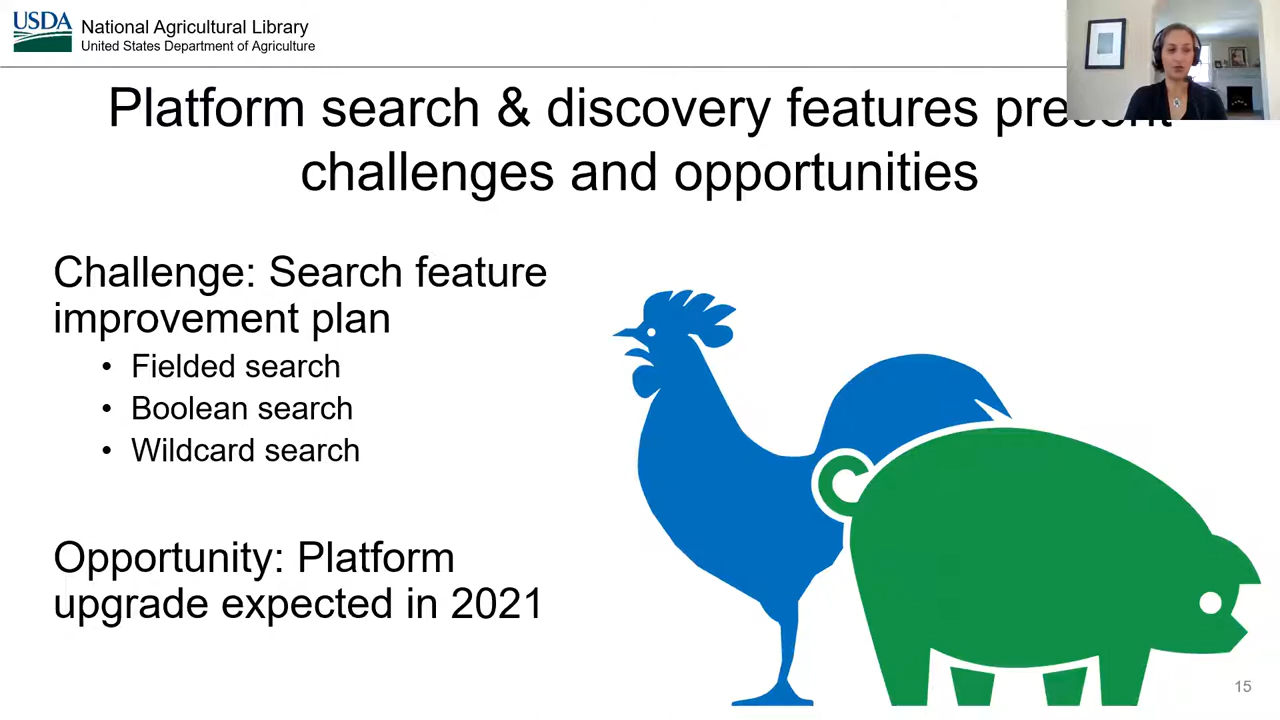 USDA
National Agricultural Library
United States Department of Agriculture
Platform search & discovery features present
challenges and opportunities
Challenge: Search feature
improvement plan
• Fielded search
• Boolean search
• Wildcard search
Opportunity: Platform
upgrade expected in 2021
15